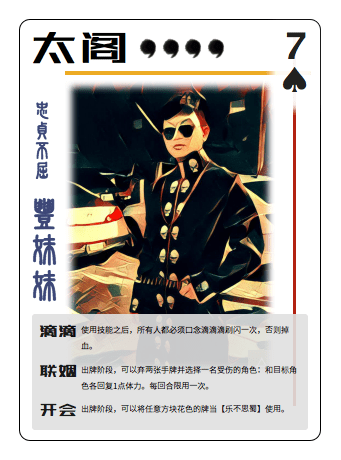 太阁
7
忠貞不屈
豐妹妹
滴滴 使用技能之后，所有人都必须口念滴滴滴刷闪一次，否则掉
血。
联姻 出牌阶段，可以弃两张手牌并选择一名受伤的角色：和目标角
色各回复1点体力。每回合限用一次。
开会 出牌阶段，可以将任意方块花色的牌当【乐不思蜀】使用。